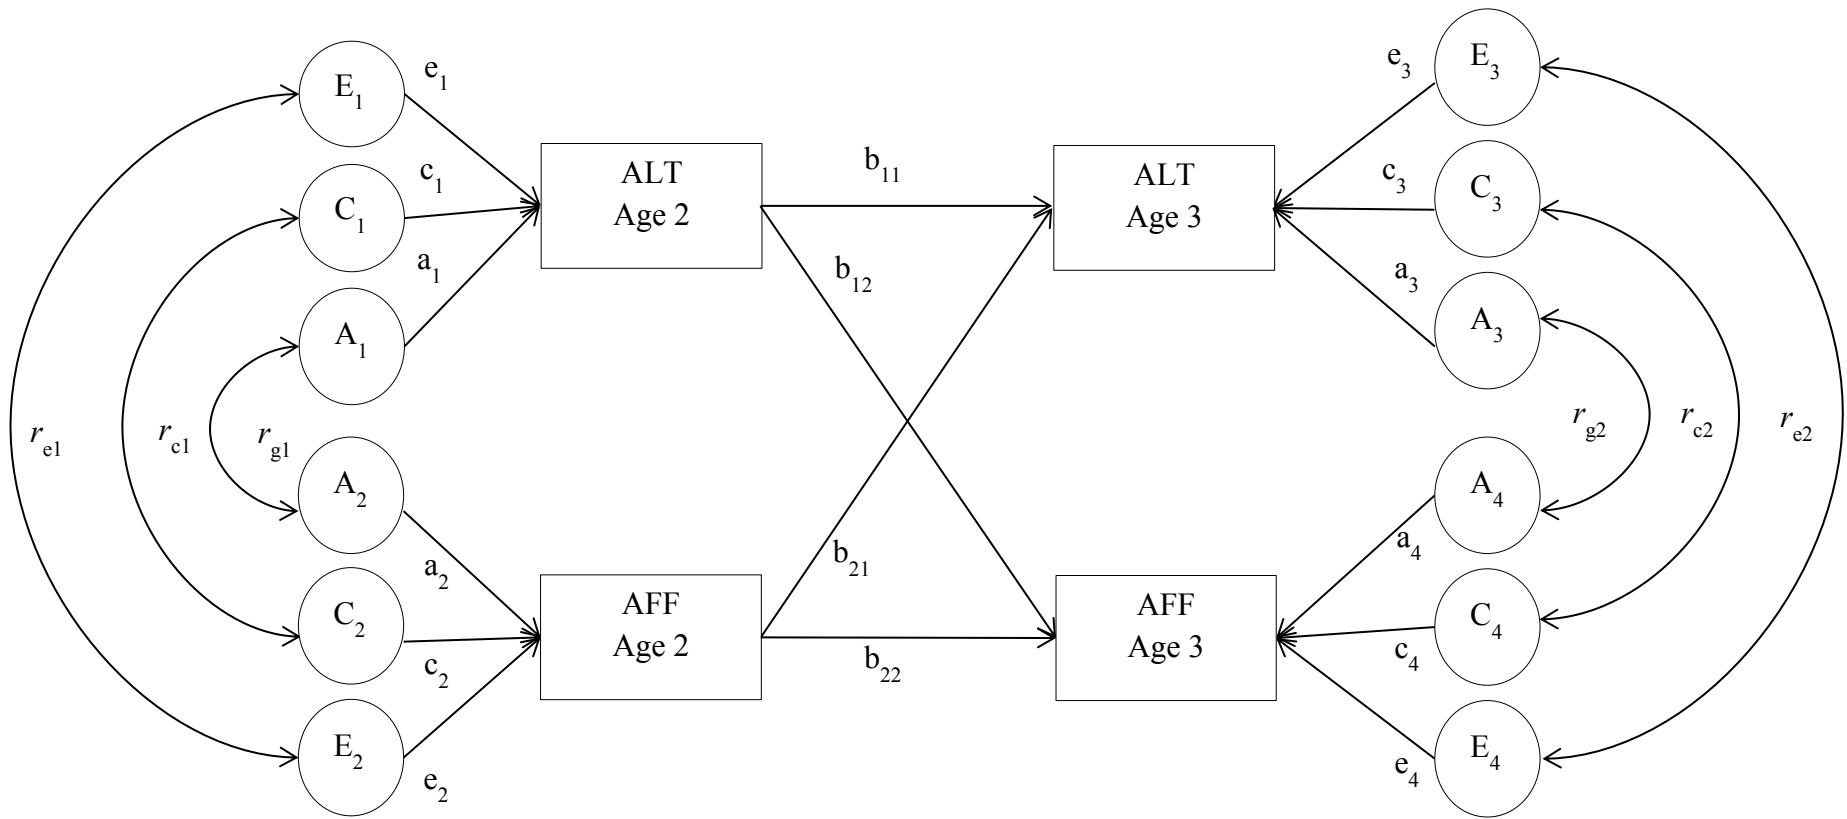 E₁
e₁
C₁
c₁
A₁
a₁
r_e1
r_c1
r_g1
A₂
a₂
C₂
c₂
E₂
e₂
ALT
Age 2
AFF
Age 2
b₁₁
b₁₂
b₂₁
b₂₂
ALT
Age 3
AFF
Age 3
e₃
E₃
c₃
C₃
a₃
A₃
r_g2
r_c2
r_e2
a₄
A₄
c₄
C₄
e₄
E₄